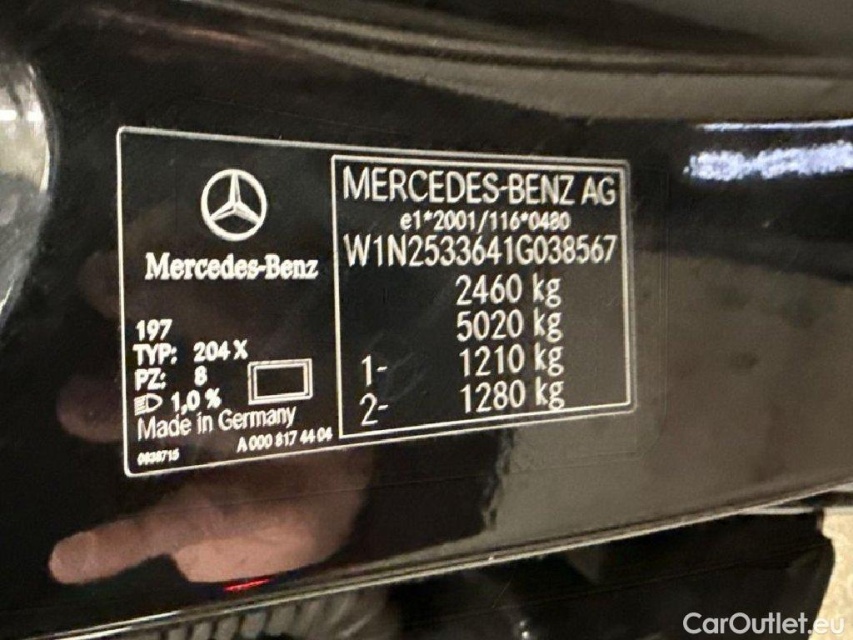 Mercedes-Benz
197
TYP: 204 X
PZ: 8
1,0 %
Made in Germany
0838715
A 000 817 44 04
MERCEDES-BENZ AG
e1*2001/116*0480
W1N2533641G038567
2460 kg
5020 kg
1- 1210 kg
2- 1280 kg
CarOutlet.eu